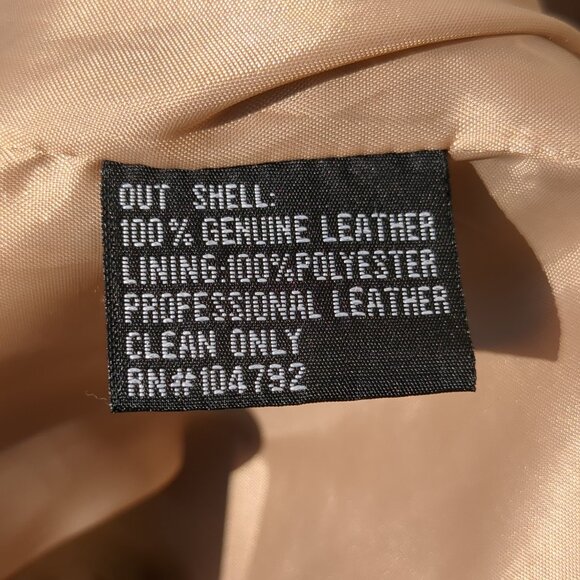 OUT SHELL:
100% GENUINE LEATHER
LINING:100%POLYESTER
PROFESSIONAL LEATHER
CLEAN ONLY
RN#104792